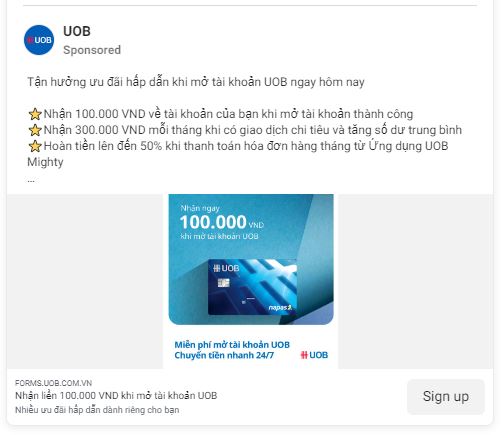 UOB
UOB
Sponsored
Tận hưởng ưu đãi hấp dẫn khi mở tài khoản UOB ngay hôm nay
⭐Nhận 100.000 VND về tài khoản của bạn khi mở tài khoản thành công
⭐Nhận 300.000 VND mỗi tháng khi có giao dịch chi tiêu và tăng số dư trung bình
⭐Hoàn tiền lên đến 50% khi thanh toán hóa đơn hàng tháng từ Ứng dụng UOB
Mighty
...
Nhận ngay
100.000 VND
khi mở tài khoản UOB
UOB
napas
Miễn phí mở tài khoản UOB
Chuyển tiền nhanh 24/7
UOB
FORMS.UOB.COM.VN
Nhận liền 100.000 VND khi mở tài khoản UOB
Nhiều ưu đãi hấp dẫn dành riêng cho bạn
Sign up